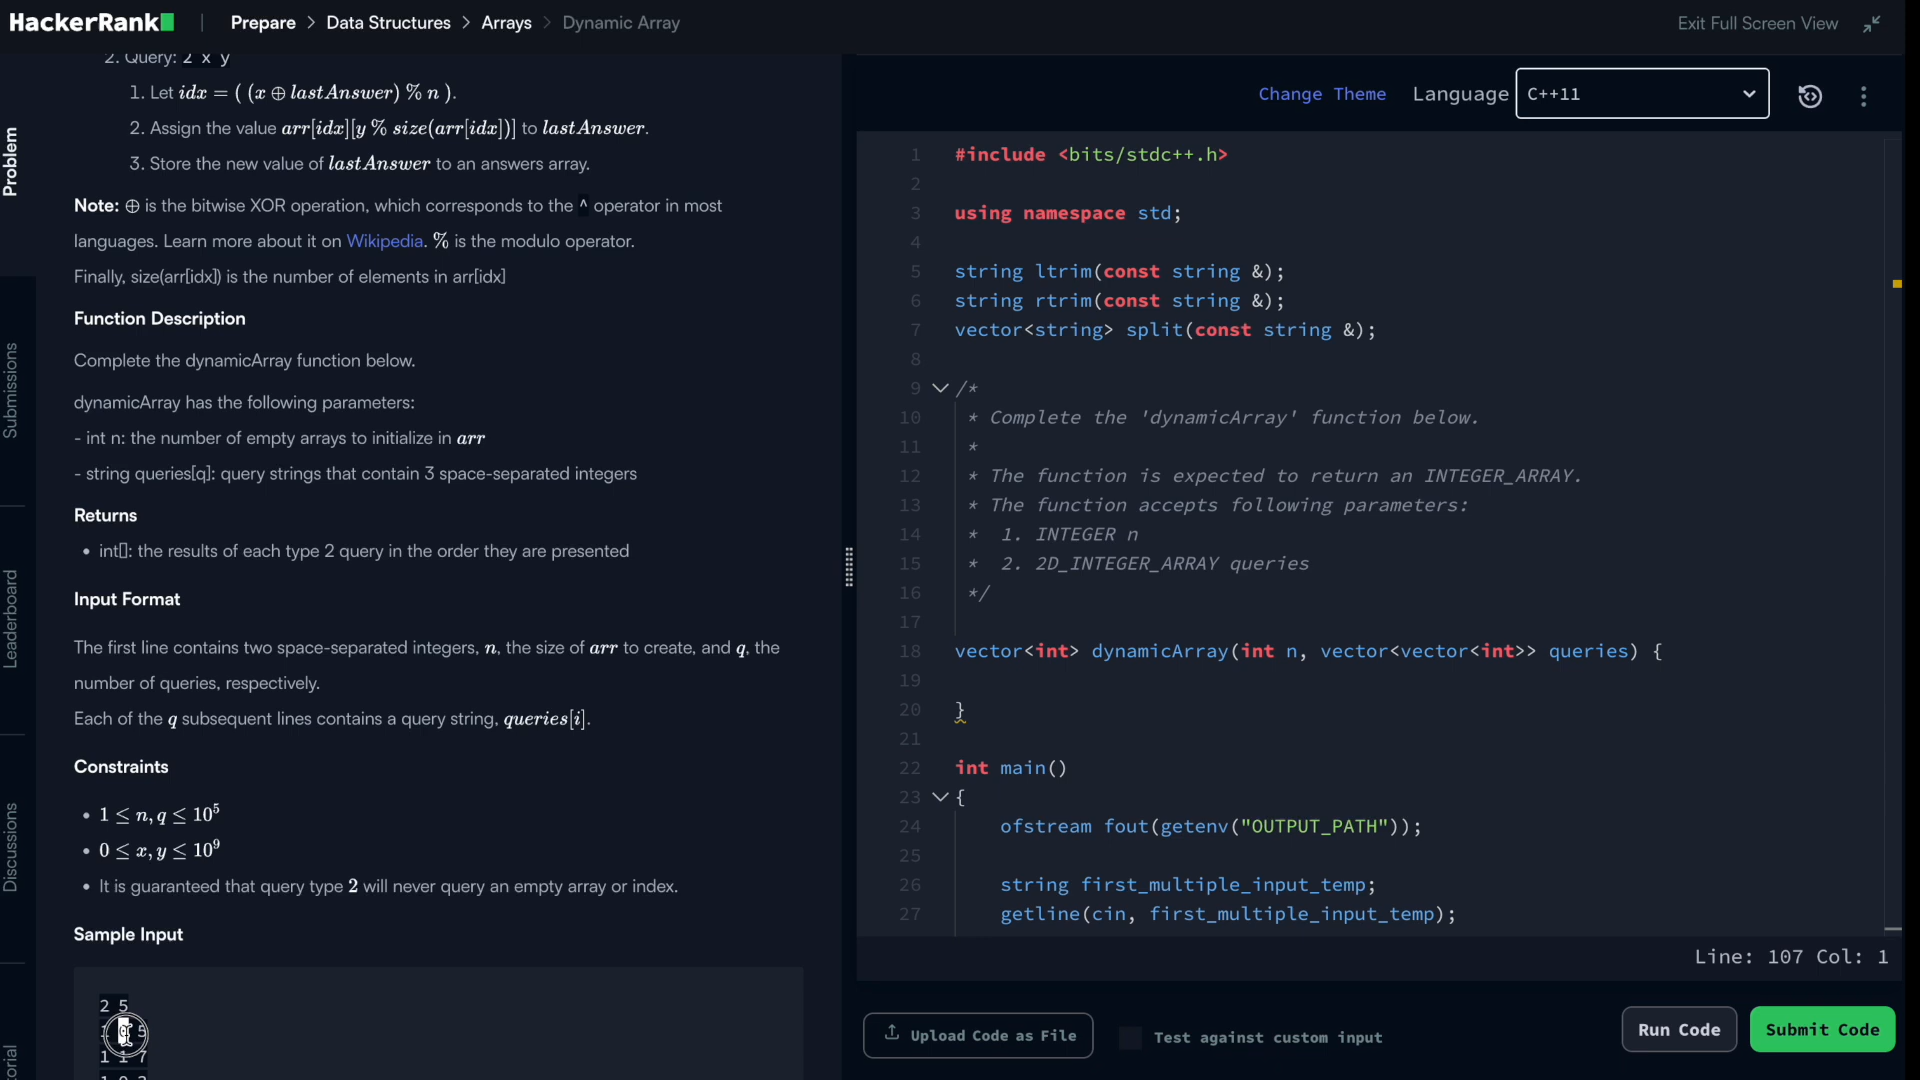 HackerRank
Prepare > Data Structures > Arrays > Dynamic Array
Exit Full Screen View
Problem
Submissions
Leaderboard
Discussions
2. Query: 2 x y
1. Let idx = ( (x ⊕ lastAnswer) % n ).
2. Assign the value arr[idx][y % size(arr[idx])] to lastAnswer.
3. Store the new value of lastAnswer to an answers array.
Note: ⊕ is the bitwise XOR operation, which corresponds to the ^ operator in most
languages. Learn more about it on Wikipedia. % is the modulo operator.
Finally, size(arr[idx]) is the number of elements in arr[idx]
Function Description
Complete the dynamicArray function below.
dynamicArray has the following parameters:
- int n: the number of empty arrays to initialize in arr
- string queries[q]: query strings that contain 3 space-separated integers
Returns
• int[]: the results of each type 2 query in the order they are presented
Input Format
The first line contains two space-separated integers, n, the size of arr to create, and q, the
number of queries, respectively.
Each of the q subsequent lines contains a query string, queries[i].
Constraints
• 1 ≤ n, q ≤ 10⁵
• 0 ≤ x, y ≤ 10⁹
• It is guaranteed that query type 2 will never query an empty array or index.
Sample Input
2 5
5
1 1 7
Change Theme Language C++11
1 #include <bits/stdc++.h>
2
3 using namespace std;
4
5 string ltrim(const string &);
6 string rtrim(const string &);
7 vector<string> split(const string &);
8
9 /*
10 * Complete the 'dynamicArray' function below.
11 *
12 * The function is expected to return an INTEGER_ARRAY.
13 * The function accepts following parameters:
14 * 1. INTEGER n
15 * 2. 2D_INTEGER_ARRAY queries
16 */
17
18 vector<int> dynamicArray(int n, vector<vector<int>> queries) {
19
20 }
21
22 int main()
23 {
24 ofstream fout(getenv("OUTPUT_PATH"));
25
26 string first_multiple_input_temp;
27 getline(cin, first_multiple_input_temp);
Line: 107 Col: 1
Upload Code as File
Test against custom input
Run Code
Submit Code